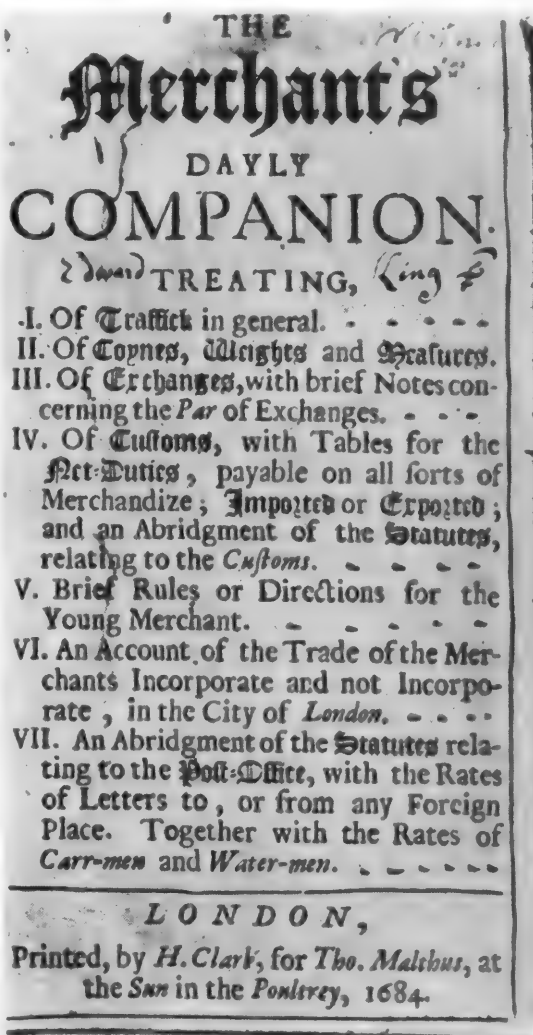 THE
Merchant's
DAYLY
COMPANION.
Edward TREATING, King
I. Of Traffick in general.
II. Of Coynes, Weights and Meaſures.
III. Of Exchanges, with brief Notes con-
cerning the Par of Exchanges.
IV. Of Cuſtoms, with Tables for the
Net-Duties, payable on all ſorts of
Merchandize; Imported or Exported;
and an Abridgment of the Statutes,
relating to the Cuſtoms.
V. Brief Rules or Directions for the
Young Merchant.
VI. An Account of the Trade of the Mer-
chants Incorporate and not Incorpo-
rate, in the City of London.
VII. An Abridgment of the Statutes rela-
ting to the Poſt-Office, with the Rates
of Letters to, or from any Foreign
Place. Together with the Rates of
Carr-men and Water-men.
LONDON,
Printed, by H. Clark, for Tho. Malthus, at
the Sun in the Poultrey, 1684.